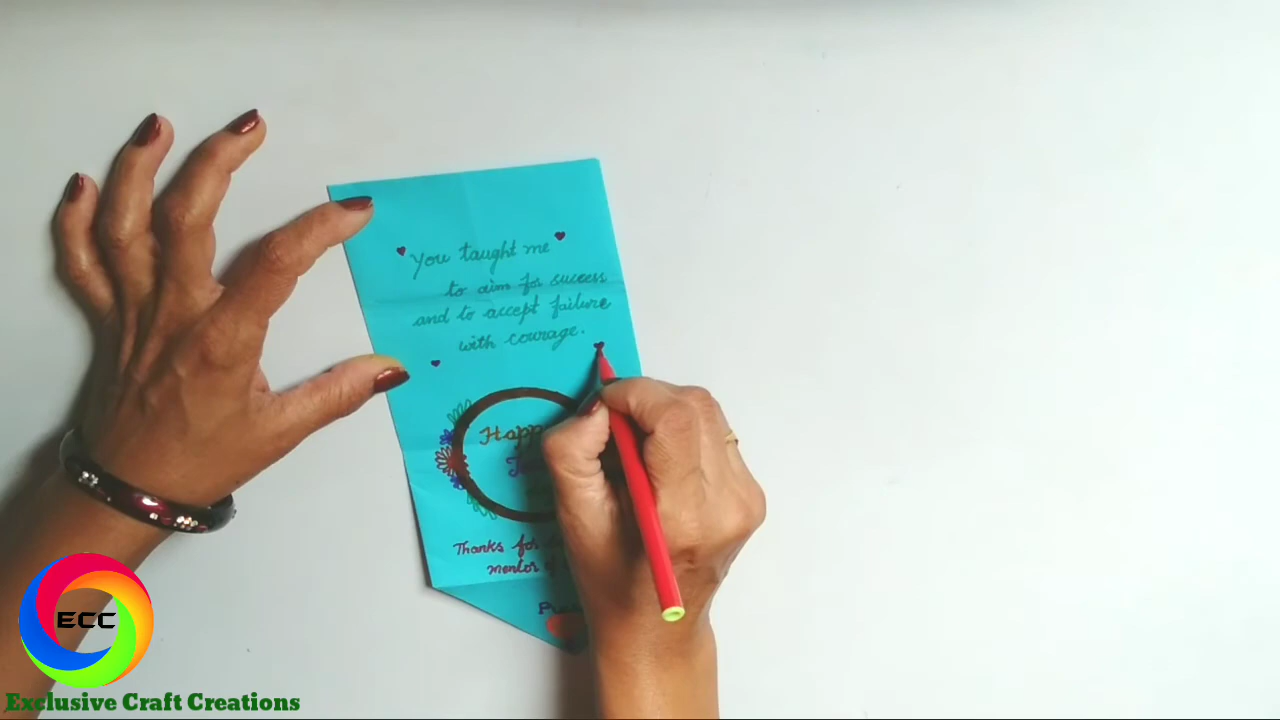 You taught me
to aim for success
and to accept failure
with courage.
Thanks for
mentor
ECC
Exclusive Craft Creations